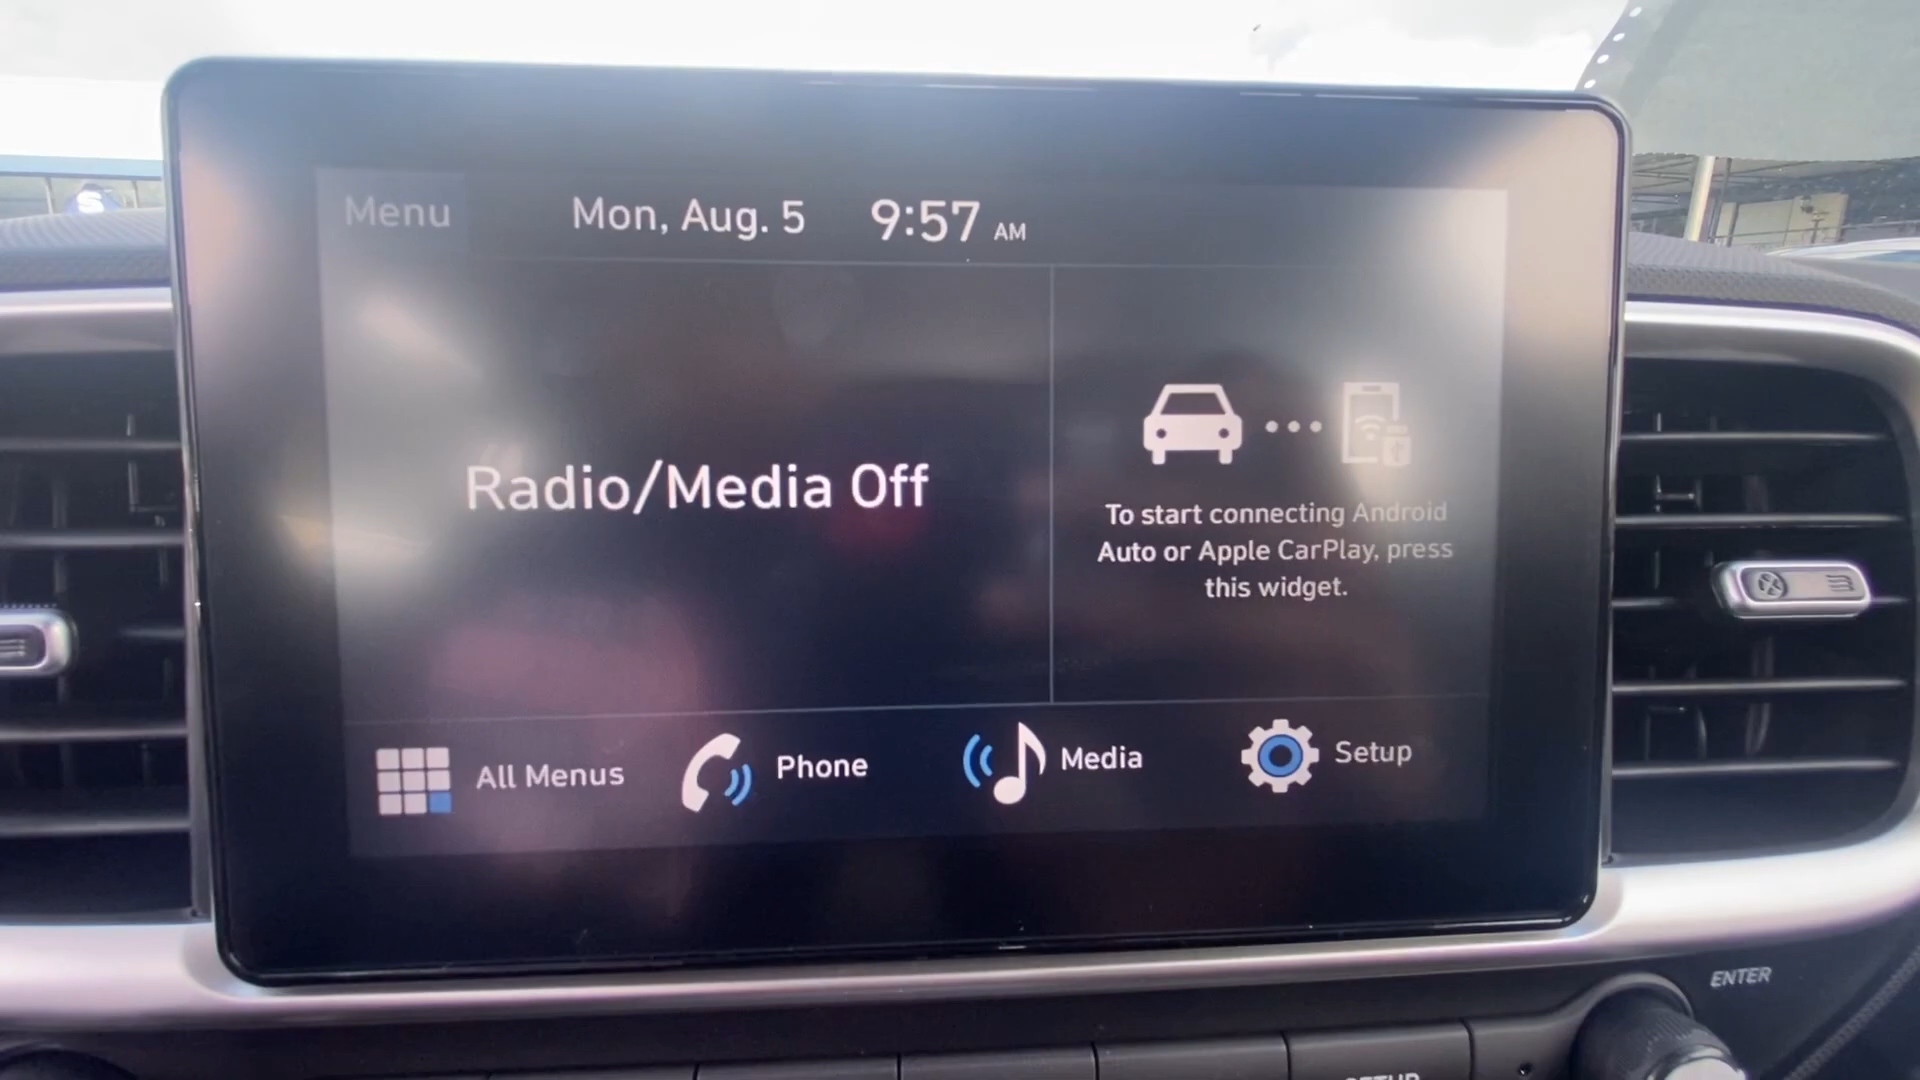 Menu
Mon, Aug. 5
9:57 AM
Radio/Media Off
To start connecting Android
Auto or Apple CarPlay, press
this widget.
All Menus
Phone
Media
Setup
ENTER
SETUP